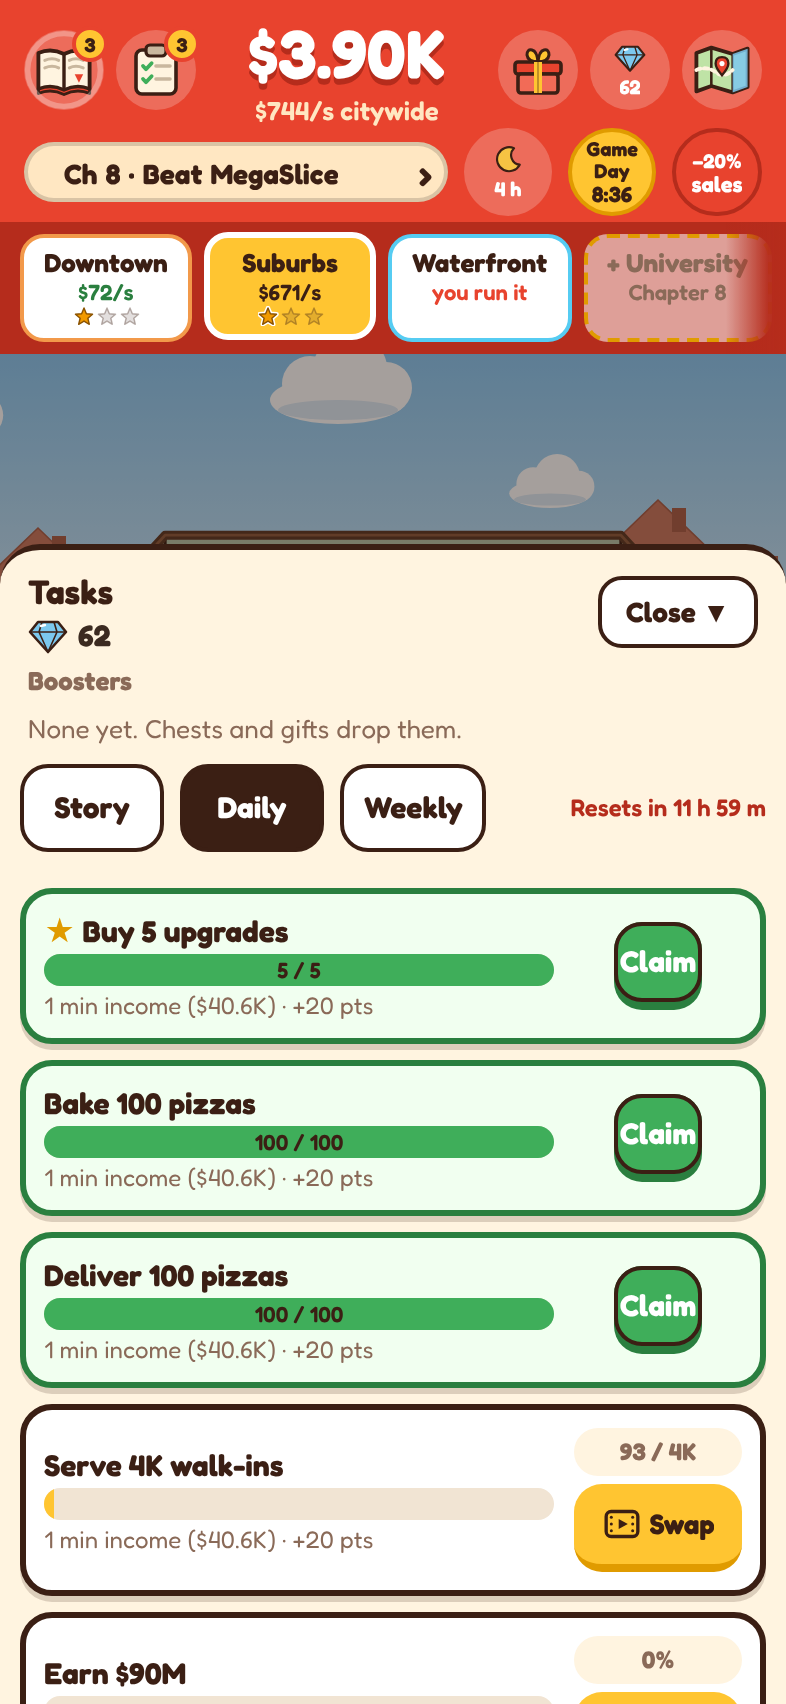 3
3
$3.90K
$744/s citywide
62
Ch 8 · Beat MegaSlice
4 h
Game
Day
8:36
-20%
sales
Downtown
$72/s
Suburbs
$671/s
Waterfront
you run it
+ University
Chapter 8
Tasks
62
Close ▼
Boosters
None yet. Chests and gifts drop them.
Story
Daily
Weekly
Resets in 11 h 59 m
★ Buy 5 upgrades
5 / 5
1 min income ($40.6K) · +20 pts
Claim
Bake 100 pizzas
100 / 100
1 min income ($40.6K) · +20 pts
Claim
Deliver 100 pizzas
100 / 100
1 min income ($40.6K) · +20 pts
Claim
Serve 4K walk-ins
1 min income ($40.6K) · +20 pts
93 / 4K
Swap
Earn $90M
0%